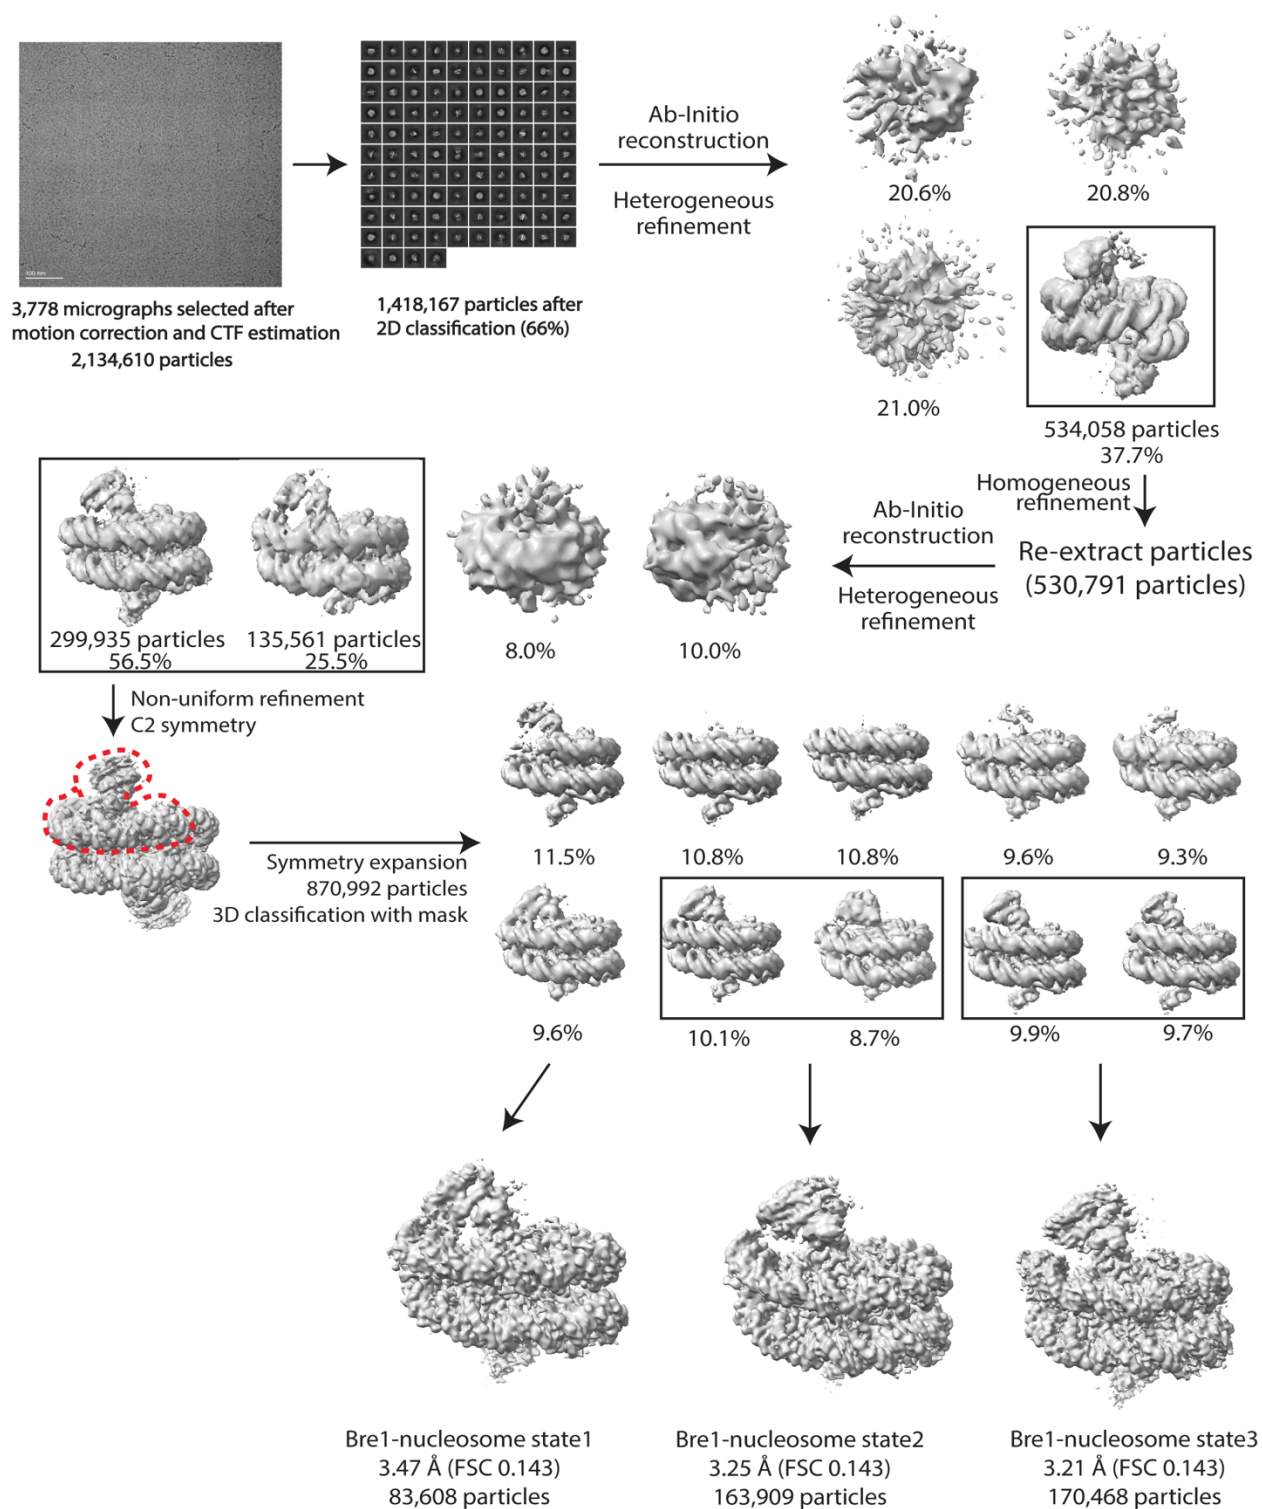 100 nm
3,778 micrographs selected after
motion correction and CTF estimation
2,134,610 particles
1,418,167 particles after
2D classification (66%)
Ab-Initio
reconstruction
Heterogeneous
refinement
20.6%
20.8%
21.0%
534,058 particles
37.7%
Homogeneous
refinement
Re-extract particles
(530,791 particles)
Ab-Initio
reconstruction
Heterogeneous
refinement
299,935 particles
56.5%
135,561 particles
25.5%
8.0%
10.0%
Non-uniform refinement
C2 symmetry
Symmetry expansion
870,992 particles
3D classification with mask
11.5%
10.8%
10.8%
9.6%
9.3%
9.6%
10.1%
8.7%
9.9%
9.7%
Bre1-nucleosome state1
3.47 Å (FSC 0.143)
83,608 particles
Bre1-nucleosome state2
3.25 Å (FSC 0.143)
163,909 particles
Bre1-nucleosome state3
3.21 Å (FSC 0.143)
170,468 particles